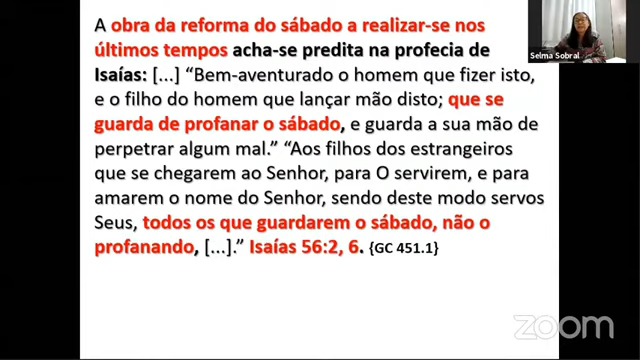 A obra da reforma do sábado a realizar-se nos
últimos tempos acha-se predita na profecia de
Isaías: [...] “Bem-aventurado o homem que fizer isto,
e o filho do homem que lançar mão disto; que se
guarda de profanar o sábado, e guarda a sua mão de
perpetrar algum mal.” “Aos filhos dos estrangeiros
que se chegarem ao Senhor, para O servirem, e para
amarem o nome do Senhor, sendo deste modo servos
Seus, todos os que guardarem o sábado, não o
profanando, [...].” Isaías 56:2, 6. {GC 451.1}
Selma Sobral
zoom